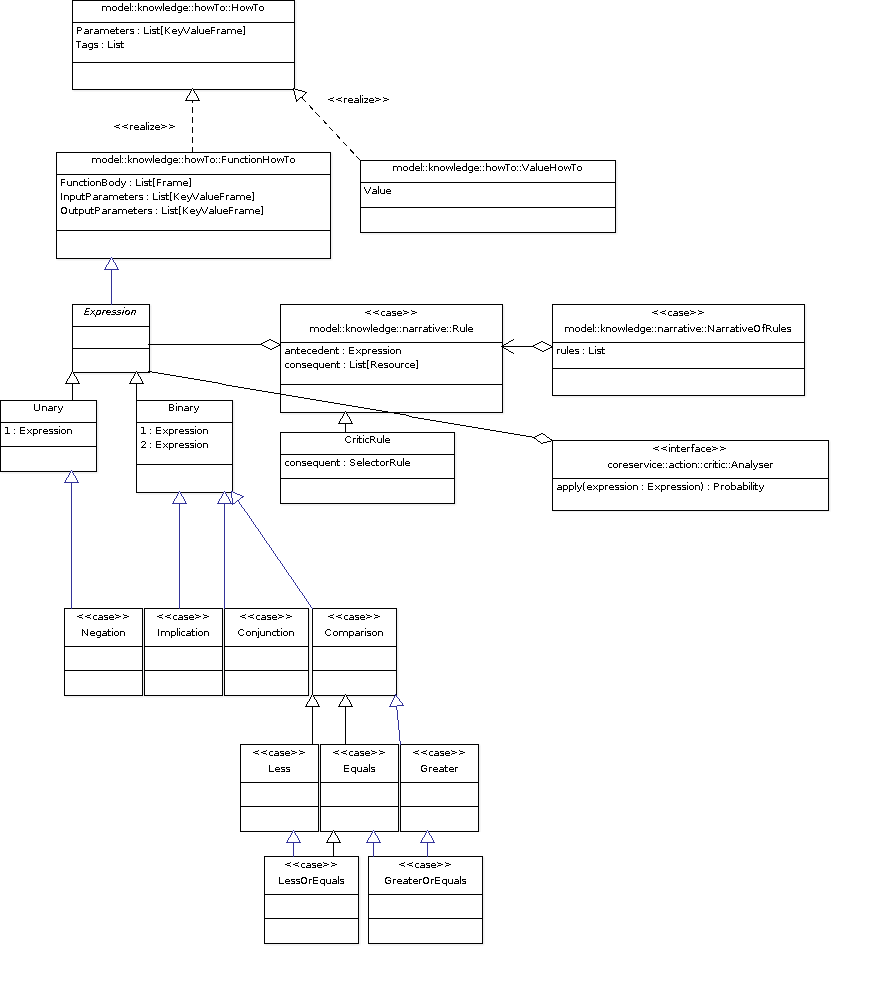 model::knowledge::howTo::HowTo
Parameters : List[KeyValueFrame]
Tags : List
<<realize>>
<<realize>>
model::knowledge::howTo::FunctionHowTo
FunctionBody : List[Frame]
InputParameters : List[KeyValueFrame]
OutputParameters : List[KeyValueFrame]
model::knowledge::howTo::ValueHowTo
Value
Expression
<<case>>
model::knowledge::narrative::Rule
antecedent : Expression
consequent : List[Resource]
<<case>>
model::knowledge::narrative::NarrativeOfRules
rules : List
Unary
1 : Expression
Binary
1 : Expression
2 : Expression
CriticRule
consequent : SelectorRule
<<interface>>
coreservice::action::critic::Analyser
apply(expression : Expression) : Probability
<<case>>
Negation
<<case>>
Implication
<<case>>
Conjunction
<<case>>
Comparison
<<case>>
Less
<<case>>
Equals
<<case>>
Greater
<<case>>
LessOrEquals
<<case>>
GreaterOrEquals